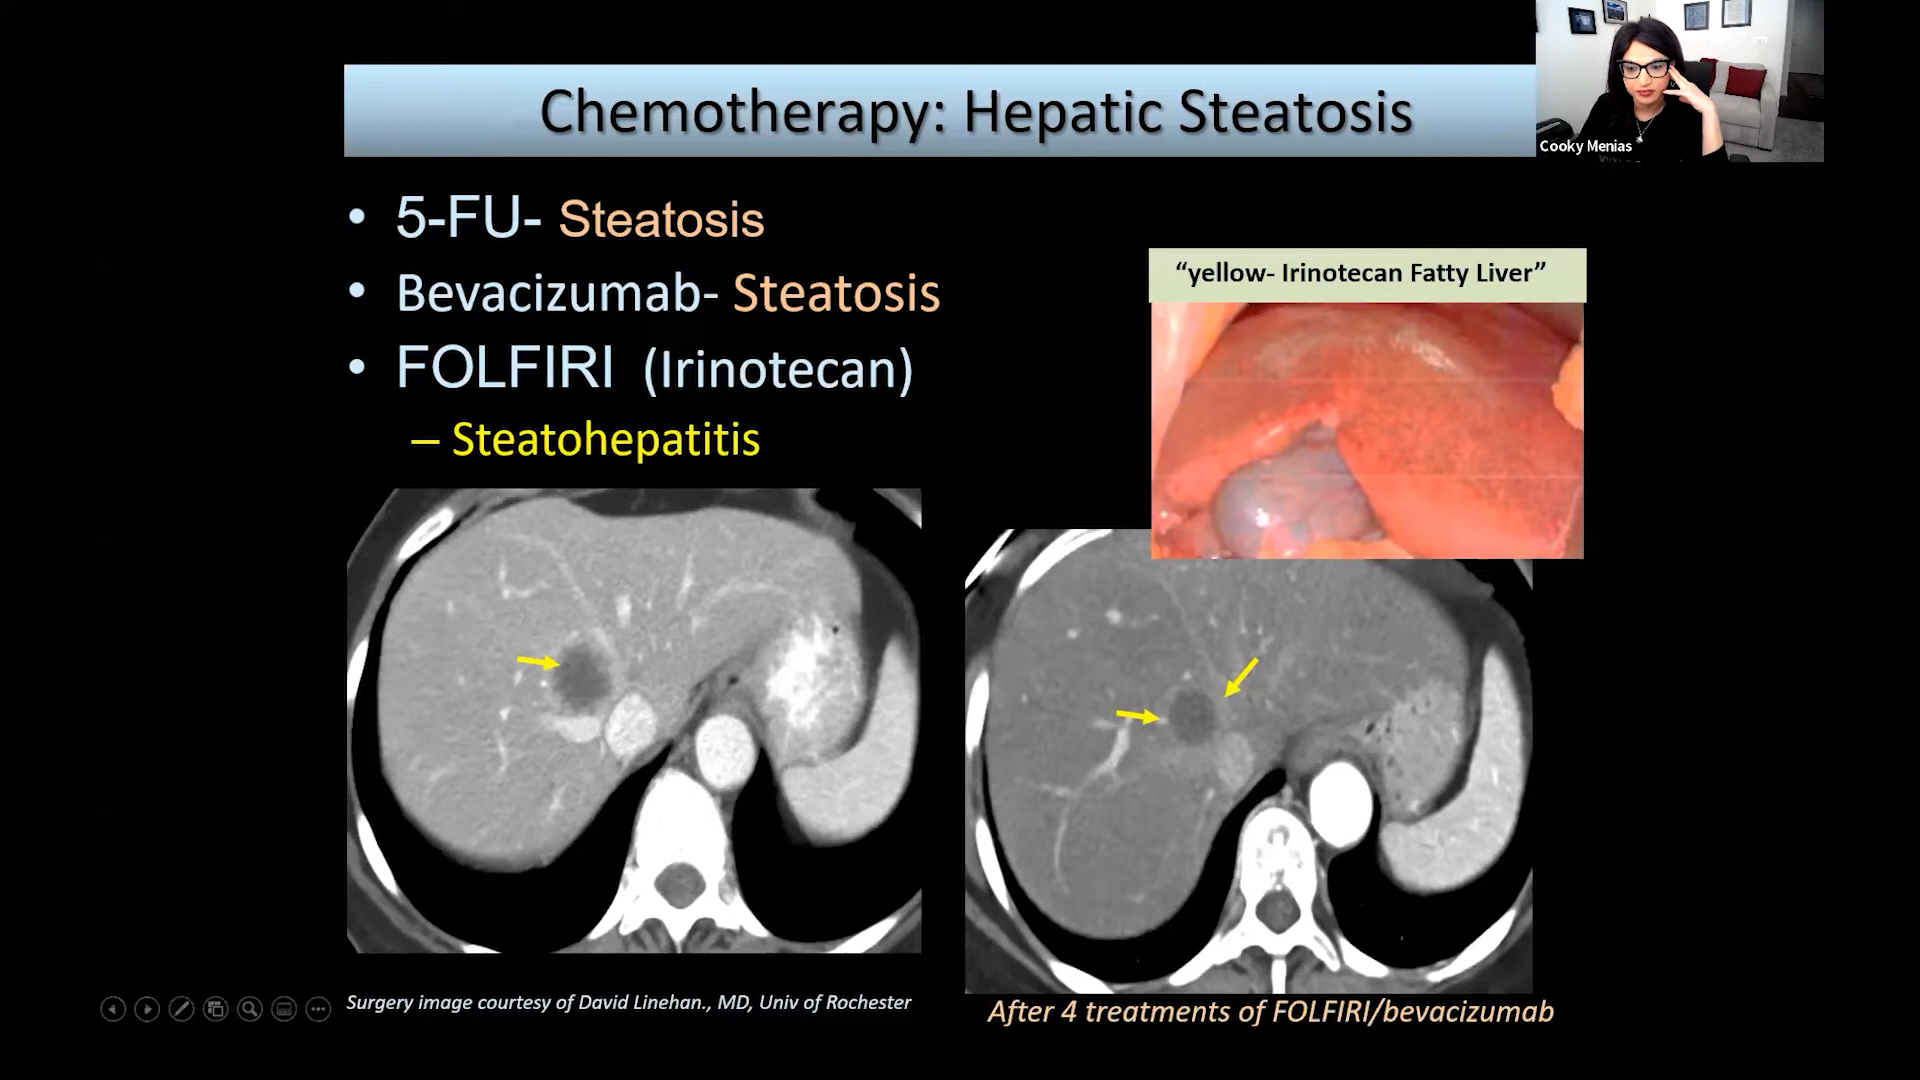 Chemotherapy: Hepatic Steatosis
Cooky Menias
• 5-FU- Steatosis
• Bevacizumab- Steatosis
• FOLFIRI (Irinotecan)
– Steatohepatitis
“yellow- Irinotecan Fatty Liver”
Surgery image courtesy of David Linehan., MD, Univ of Rochester
After 4 treatments of FOLFIRI/bevacizumab